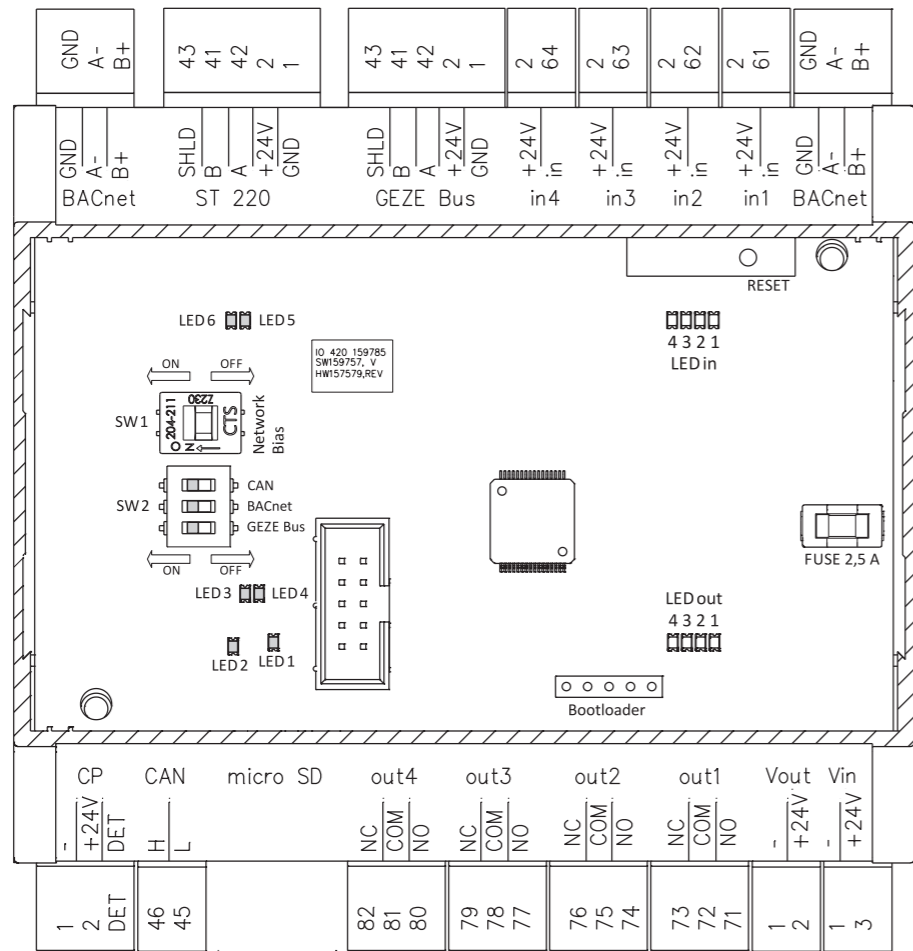 GND A- B+ 43 41 42 2 1 43 41 42 2 1 2 64 2 63 2 62 2 61 GND A- B+
GND A- B+ SHLD B A +24V GND SHLD B A +24V GND +24V in +24V in +24V in +24V in GND A- B+
BACnet ST 220 GEZE Bus in4 in3 in2 in1 BACnet
RESET
LED6 LED5
4 3 2 1
LED in
IO 420 159785
SW159757, V
HW157579,REV
ON OFF
SW1
204-211
Z230
CTS
N
Network
Bias
SW2
CAN
BACnet
GEZE Bus
ON OFF
FUSE 2,5 A
LED3 LED4
LED2 LED1
LED out
4 3 2 1
Bootloader
CP CAN micro SD out4 out3 out2 out1 Vout Vin
- +24V DET H L NC COM NO NC COM NO NC COM NO NC COM NO - +24V - +24V
1 2 DET 46 45 82 81 80 79 78 77 76 75 74 73 72 71 1 2 1 3